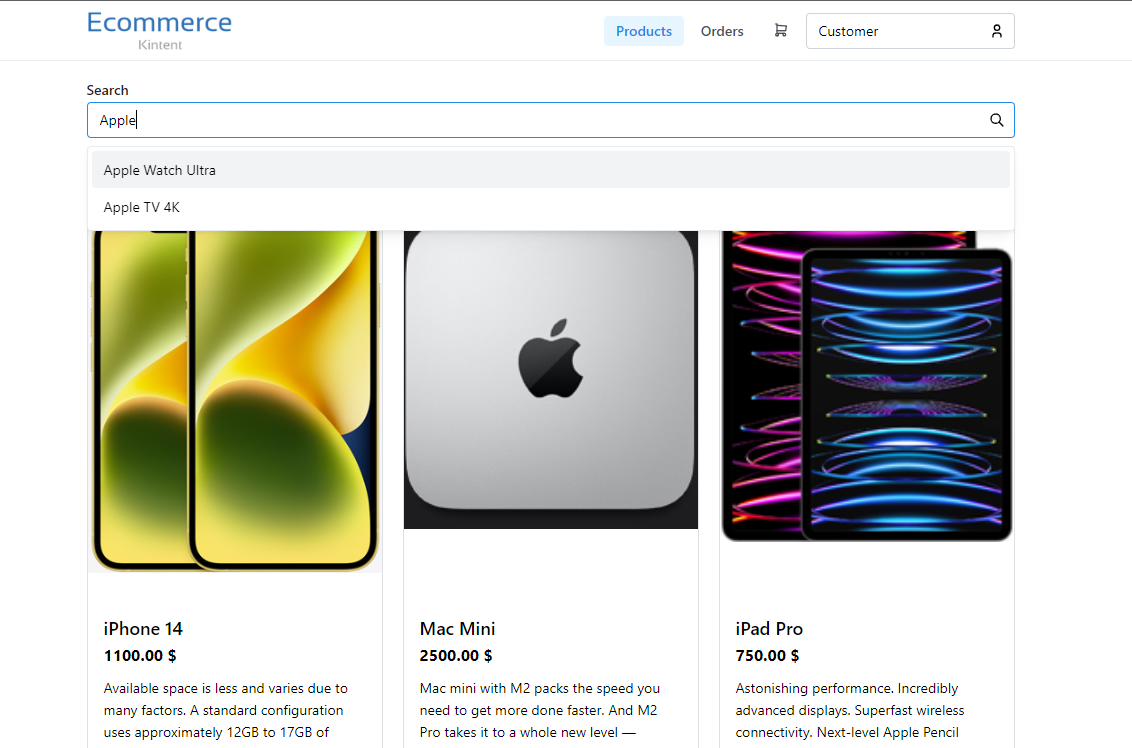 Ecommerce
Kintent
Products
Orders
Customer
Search
Apple
Apple Watch Ultra
Apple TV 4K
iPhone 14
1100.00 $
Available space is less and varies due to
many factors. A standard configuration
uses approximately 12GB to 17GB of
Mac Mini
2500.00 $
Mac mini with M2 packs the speed you
need to get more done faster. And M2
Pro takes it to a whole new level —
iPad Pro
750.00 $
Astonishing performance. Incredibly
advanced displays. Superfast wireless
connectivity. Next-level Apple Pencil